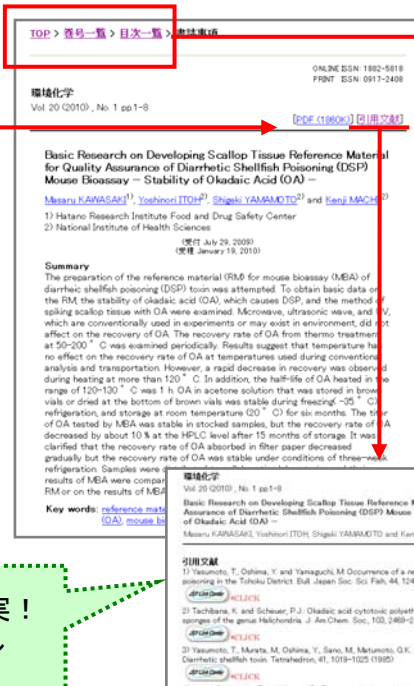 TOP > 巻号一覧 > 目次一覧 > 書誌事項
ONLINE ISSN : 1882-5818
PRINT ISSN : 0917-2408
環境化学
Vol. 20 (2010) , No. 1 pp.1-8
[PDF (1860K)] [引用文献]
Basic Research on Developing Scallop Tissue Reference Material
for Quality Assurance of Diarrhetic Shellfish Poisoning (DSP)
Mouse Bioassay – Stability of Okadaic Acid (OA) –
Masaru KAWASAKI1), Yoshinori ITOH2), Shigeki YAMAMOTO2) and Kenji MACHII2)
1) Hatano Research Institute Food and Drug Safety Center
2) National Institute of Health Sciences
(受付 July 29, 2009)
(受理 January 19, 2010)
Summary
The preparation of the reference material (RM) for mouse bioassay (MBA) of
diarrheic shellfish poisoning (DSP) toxin was attempted. To obtain basic data on
the RM, the stability of okadaic acid (OA), which causes DSP, and the method of
spiking scallop tissue with OA were examined. Microwave, ultrasonic wave, and UV,
which are conventionally used in experiments or may exist in environment, did not
affect on the recovery of OA. The recovery rate of OA from thermo treatment
at 50-200 ° C was examined periodically. Results suggest that temperature has
no effect on the recovery rate of OA at temperatures used during conventional
analysis and transportation. However, a rapid decrease in recovery was observed
during heating at more than 120 ° C. In addition, the half-life of OA heated in the
range of 120-130 ° C was 1 h. OA in acetone solution that was stored in brown
vials or dried at the bottom of brown vials was stable during freezing( -35 ° C)
refrigeration, and storage at room temperature (20 ° C) for six months. The titer
of OA tested by MBA was stable in stocked samples, but the recovery rate of OA
decreased by about 10 % at the HPLC level after 15 months of storage. It was
clarified that the recovery rate of OA absorbed in filter paper decreased
gradually but the recovery rate of OA was stable under conditions of three-week
refrigeration. Samples were
results of MBA were compar
RM or on the results of MBA
Key words: reference mate
(OA), mouse bi
環境化学
Vol. 20 (2010) , No. 1 pp.1-8
Basic Research on Developing Scallop Tissue Reference M
Assurance of Diarrhetic Shellfish Poisoning (DSP) Mouse
of Okadaic Acid (OA) –
Masaru KAWASAKI, Yoshinori ITOH, Shigeki YAMAMOTO and Ken
引用文献
1) Yasumoto, T., Oshima, Y. and Yamaguchi, M: Occurrence of a ne
poisoning in the Tohoku District. Bull. Japan Soc. Sci. Fish, 44, 124
JOI Link Center «CLICK
2) Tachibana, K. and Scheuer, P.J.: Okadaic acid cytotoxic polyeth
sponges of the genus Halichondria. J. Am. Chem. Soc., 103, 2469-2
JOI Link Center «CLICK
3) Yasumoto, T., Murata, M., Oshima, Y., Sano, M., Matumoto, G.K.
Diarrhetic shellfish toxin. Tetrahedron, 41, 1019-1025 (1985)
JOI Link Center «CLICK
実！